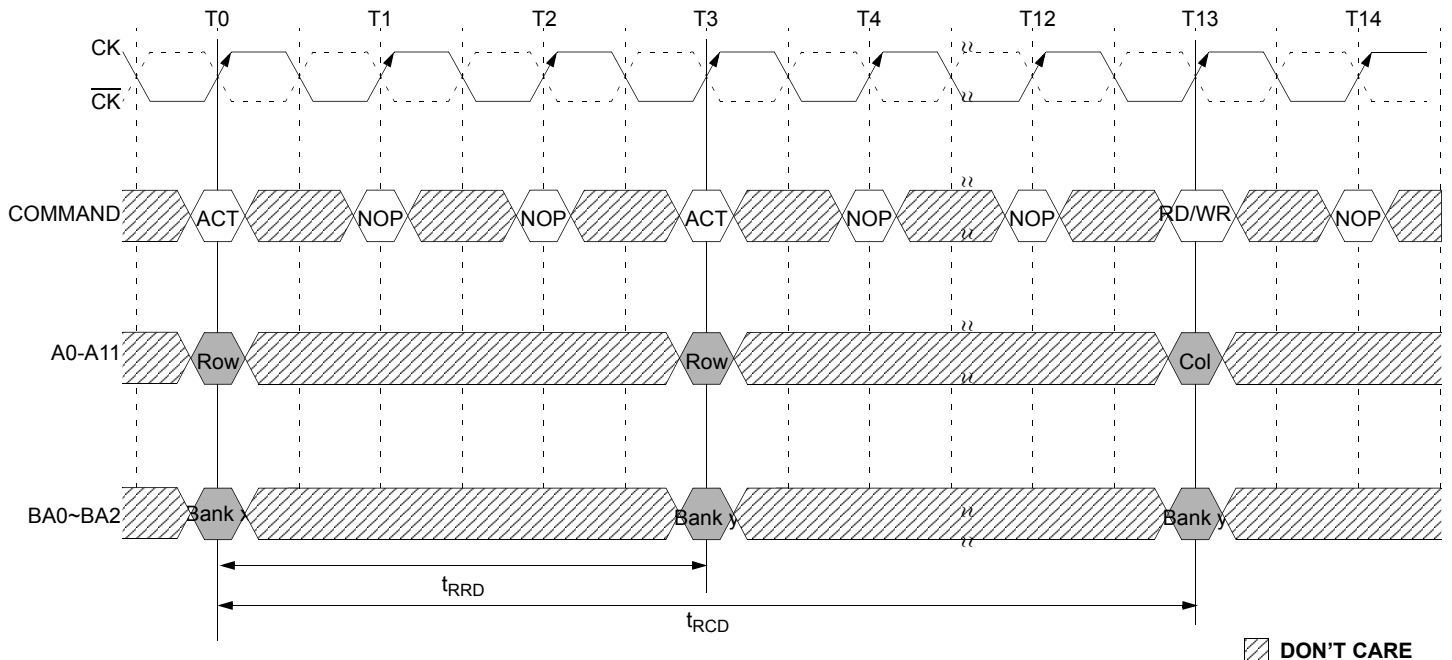 T0 T1 T2 T3 T4 T12 T13 T14
CK
CK
COMMAND ACT NOP NOP ACT NOP NOP RD/WR NOP
A0-A11 Row Row Col
BA0~BA2 Bank x Bank y Bank y
tRRD
tRCD
DON'T CARE